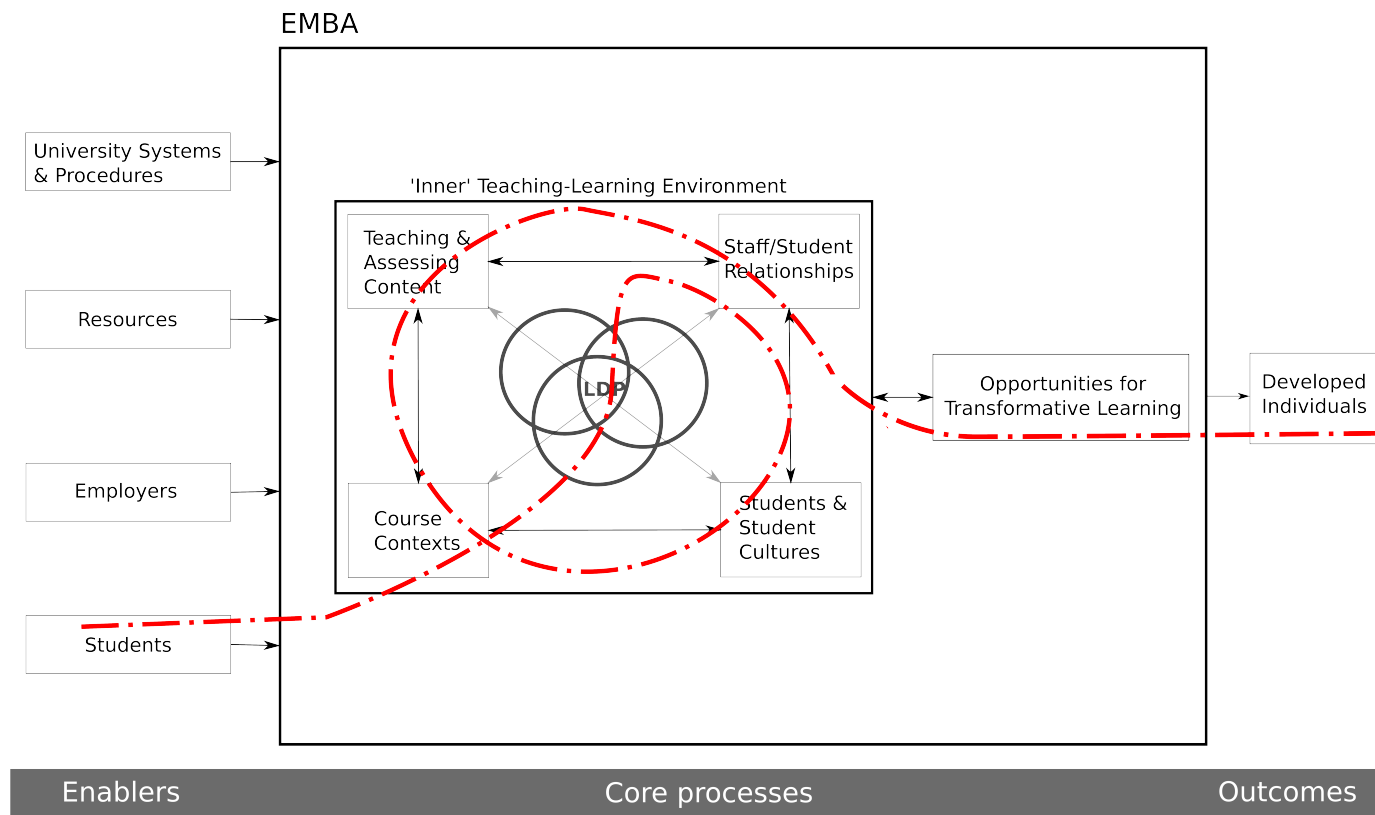 EMBA
University Systems
& Procedures
Resources
Employers
Students
'Inner' Teaching-Learning Environment
Teaching &
Assessing
Content
Staff/Student
Relationships
LDP
Course
Contexts
Students &
Student
Cultures
Opportunities for
Transformative Learning
Developed
Individuals
Enablers
Core processes
Outcomes